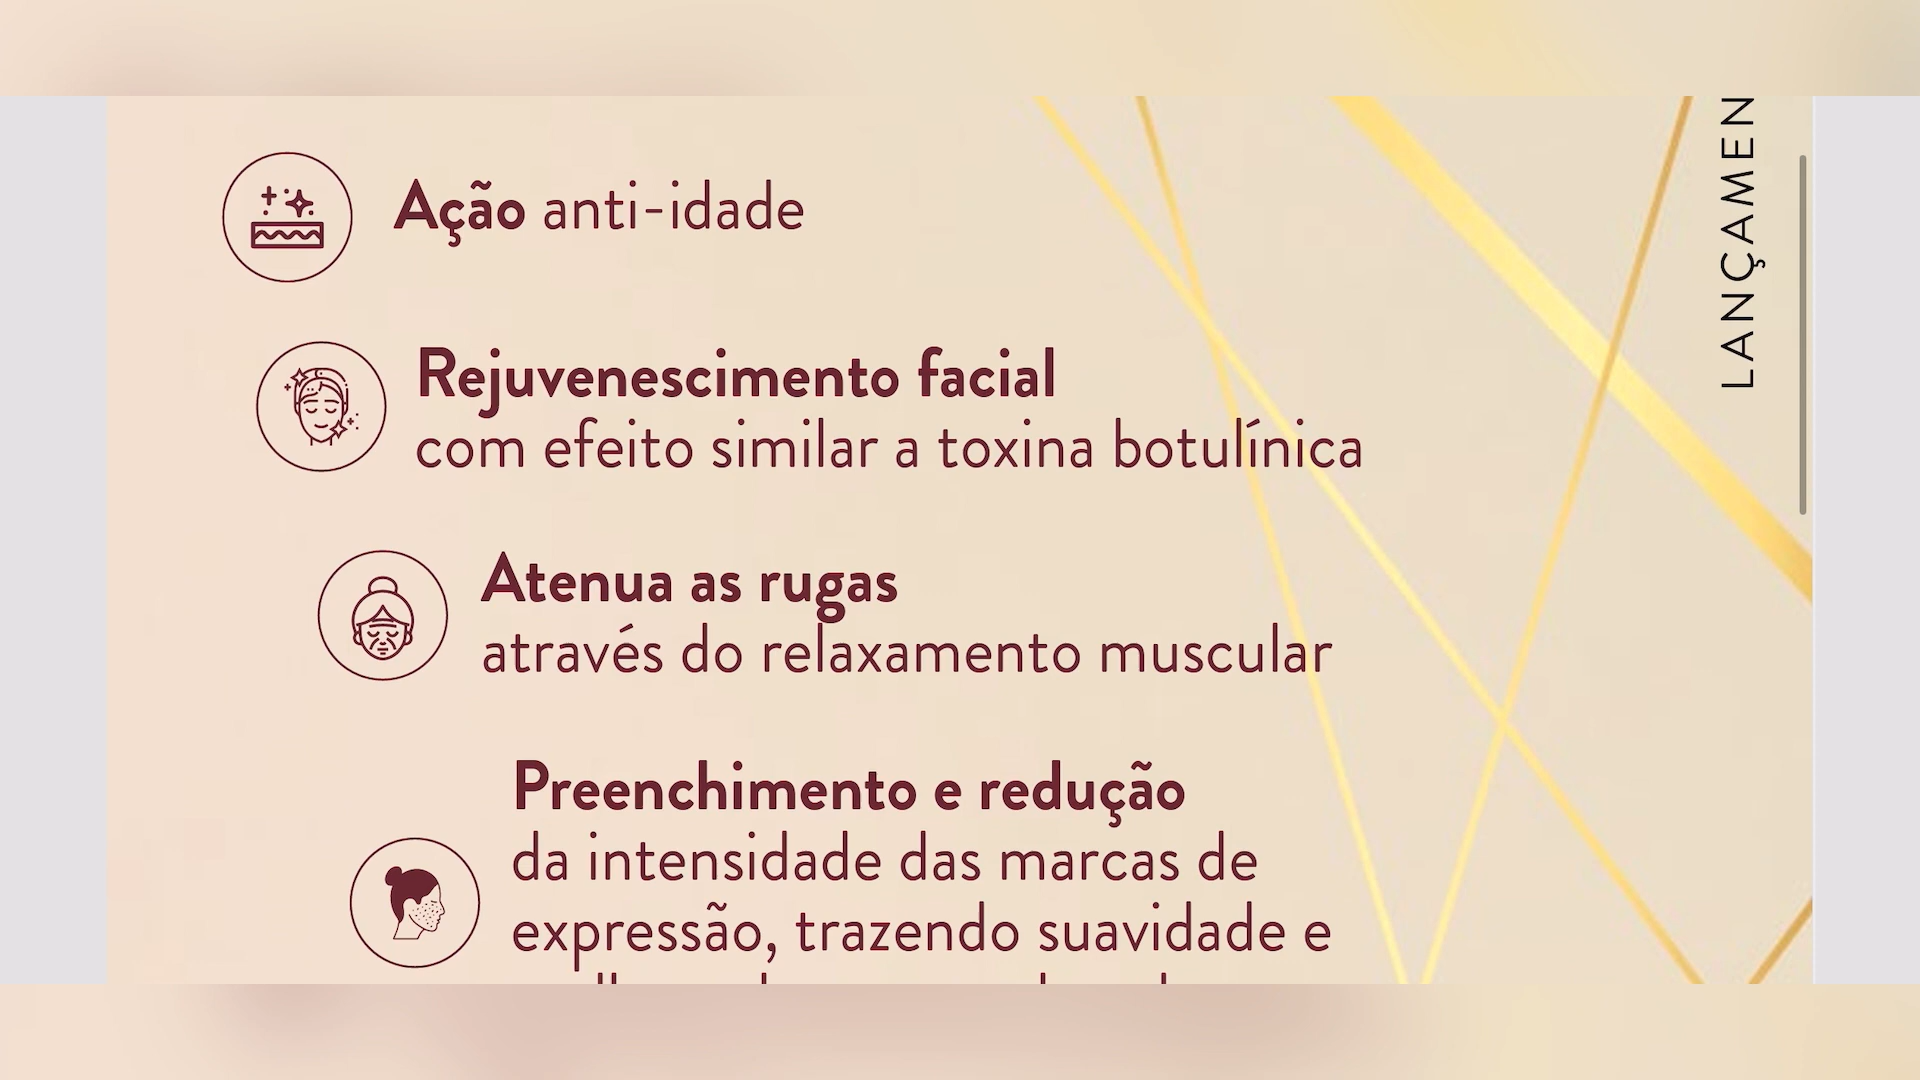 Ação anti-idade
Rejuvenescimento facial
com efeito similar a toxina botulínica
Atenua as rugas
através do relaxamento muscular
Preenchimento e redução
da intensidade das marcas de
expressão, trazendo suavidade e
LANÇAMEN